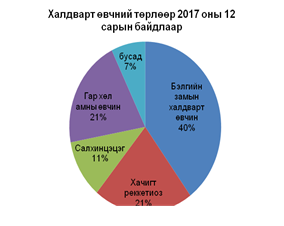 Халдварт өвчний төрлөөр 2017 оны 12
сарын байдлаар
бусад
7%
Бэлгийн
замын
халдварт
өвчин
40%
Гар хөл
амны өвчин
21%
Салхинцэцэг
11%
Хачигт
реккетиоз
21%